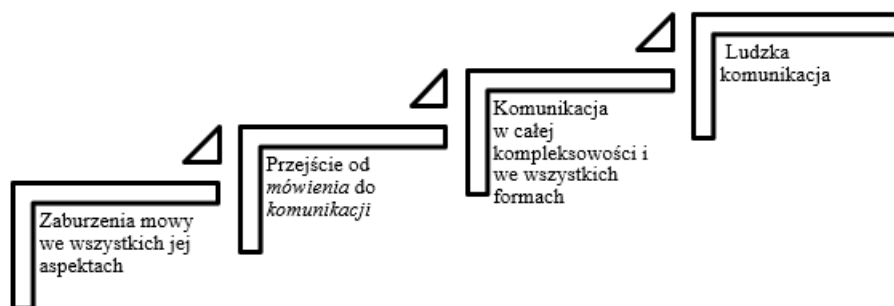 Zaburzenia mowy
we wszystkich jej
aspektach
Przejście od
mówienia do
komunikacji
Komunikacja
w całej
kompleksowości i
we wszystkich
formach
Ludzka
komunikacja